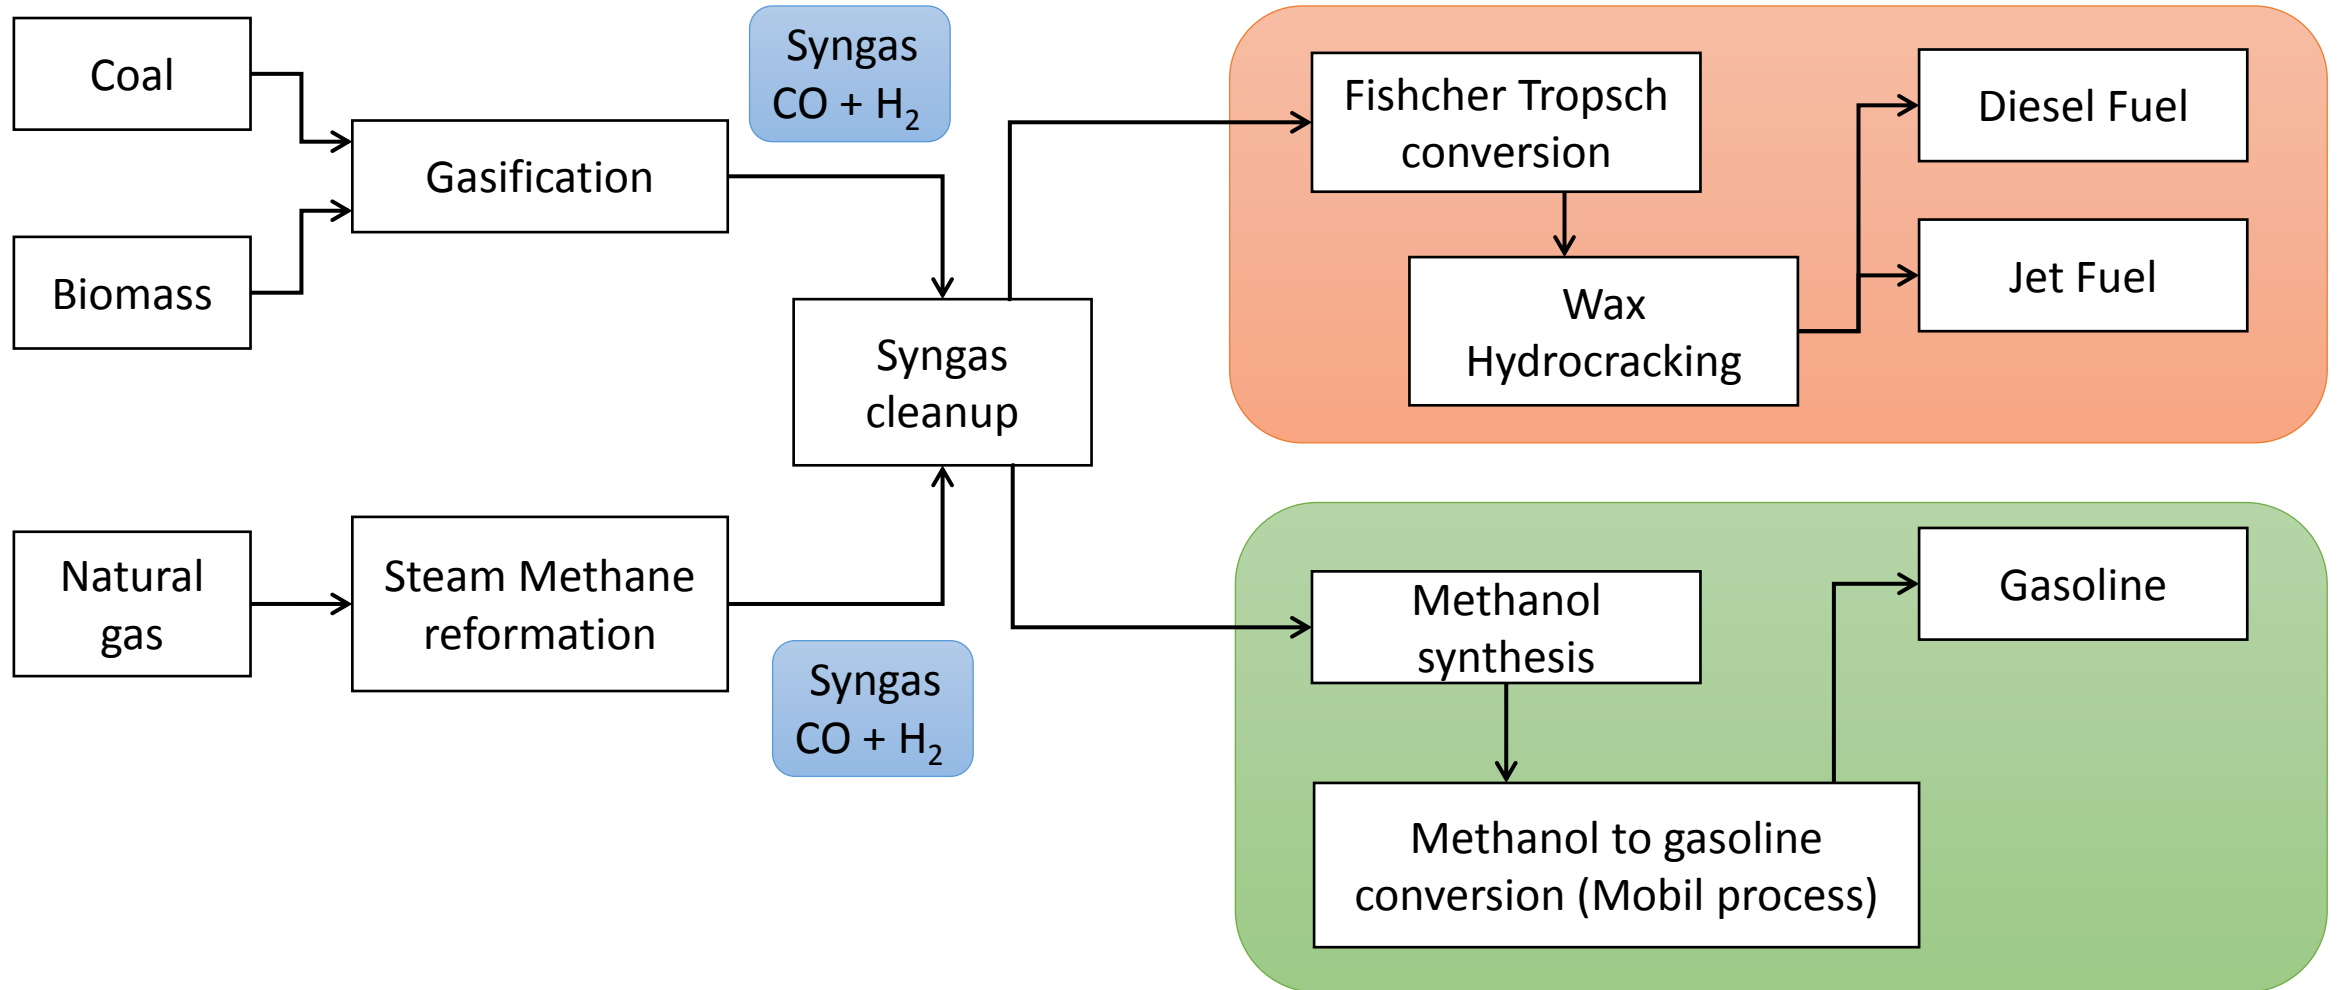 Coal
Biomass
Gasification
Syngas
CO + H₂
Natural
gas
Steam Methane
reformation
Syngas
CO + H₂
Syngas
cleanup
Fishcher Tropsch
conversion
Wax
Hydrocracking
Diesel Fuel
Jet Fuel
Methanol
synthesis
Methanol to gasoline
conversion (Mobil process)
Gasoline